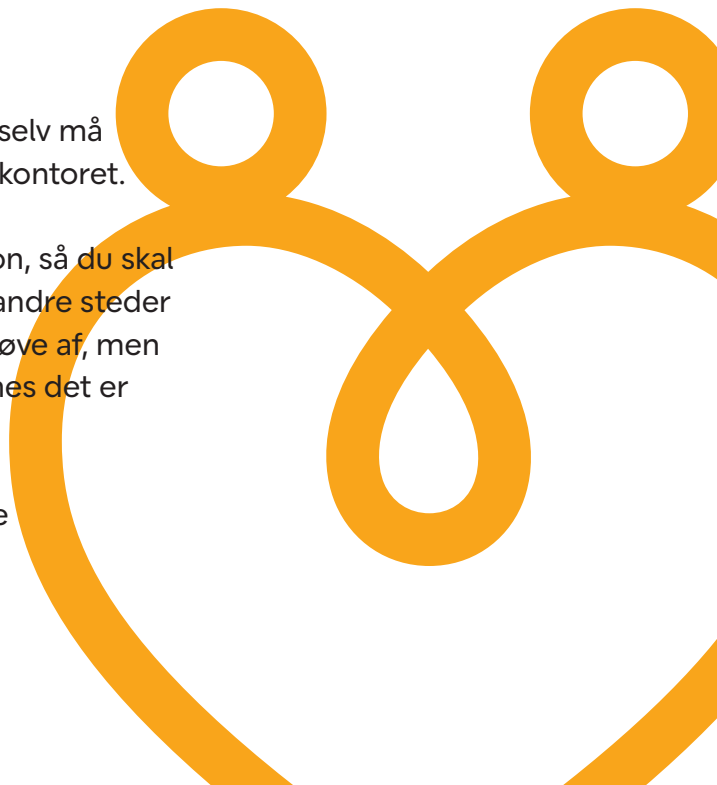 selv må
kontoret.
on, så du skal
andre steder
øve af, men
nes det er
e